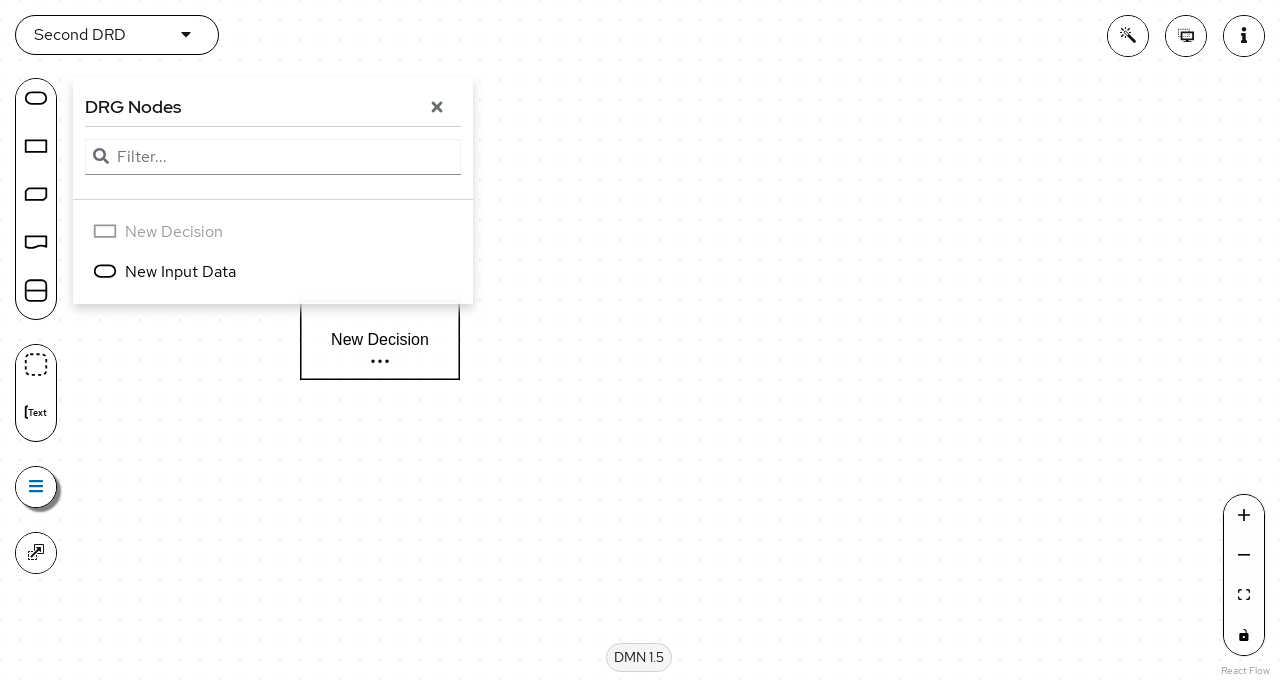 Second DRD
DRG Nodes
Filter...
New Decision
New Input Data
New Decision
...
Text
DMN 1.5
React Flow